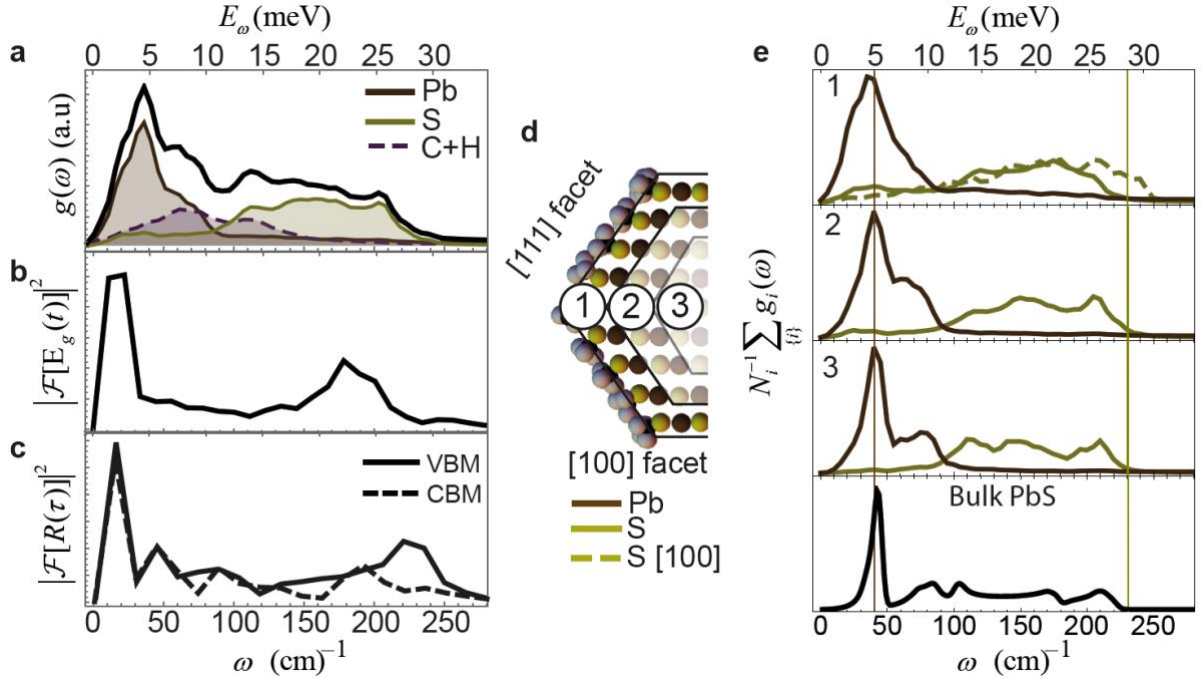 E_ω (meV)
a
0 5 10 15 20 25 30
g(ω) (a.u)
Pb
S
C+H
b
|ℱ[E_g(t)]|²
c
|ℱ[R(τ)]|²
VBM
CBM
0 50 100 150 200 250
ω (cm)⁻¹
d
[111] facet
1 2 3
[100] facet
Pb
S
S [100]
E_ω (meV)
e
0 5 10 15 20 25 30
N_i⁻¹ ∑_{i} g_i(ω)
1
2
3
Bulk PbS
0 50 100 150 200 250
ω (cm)⁻¹